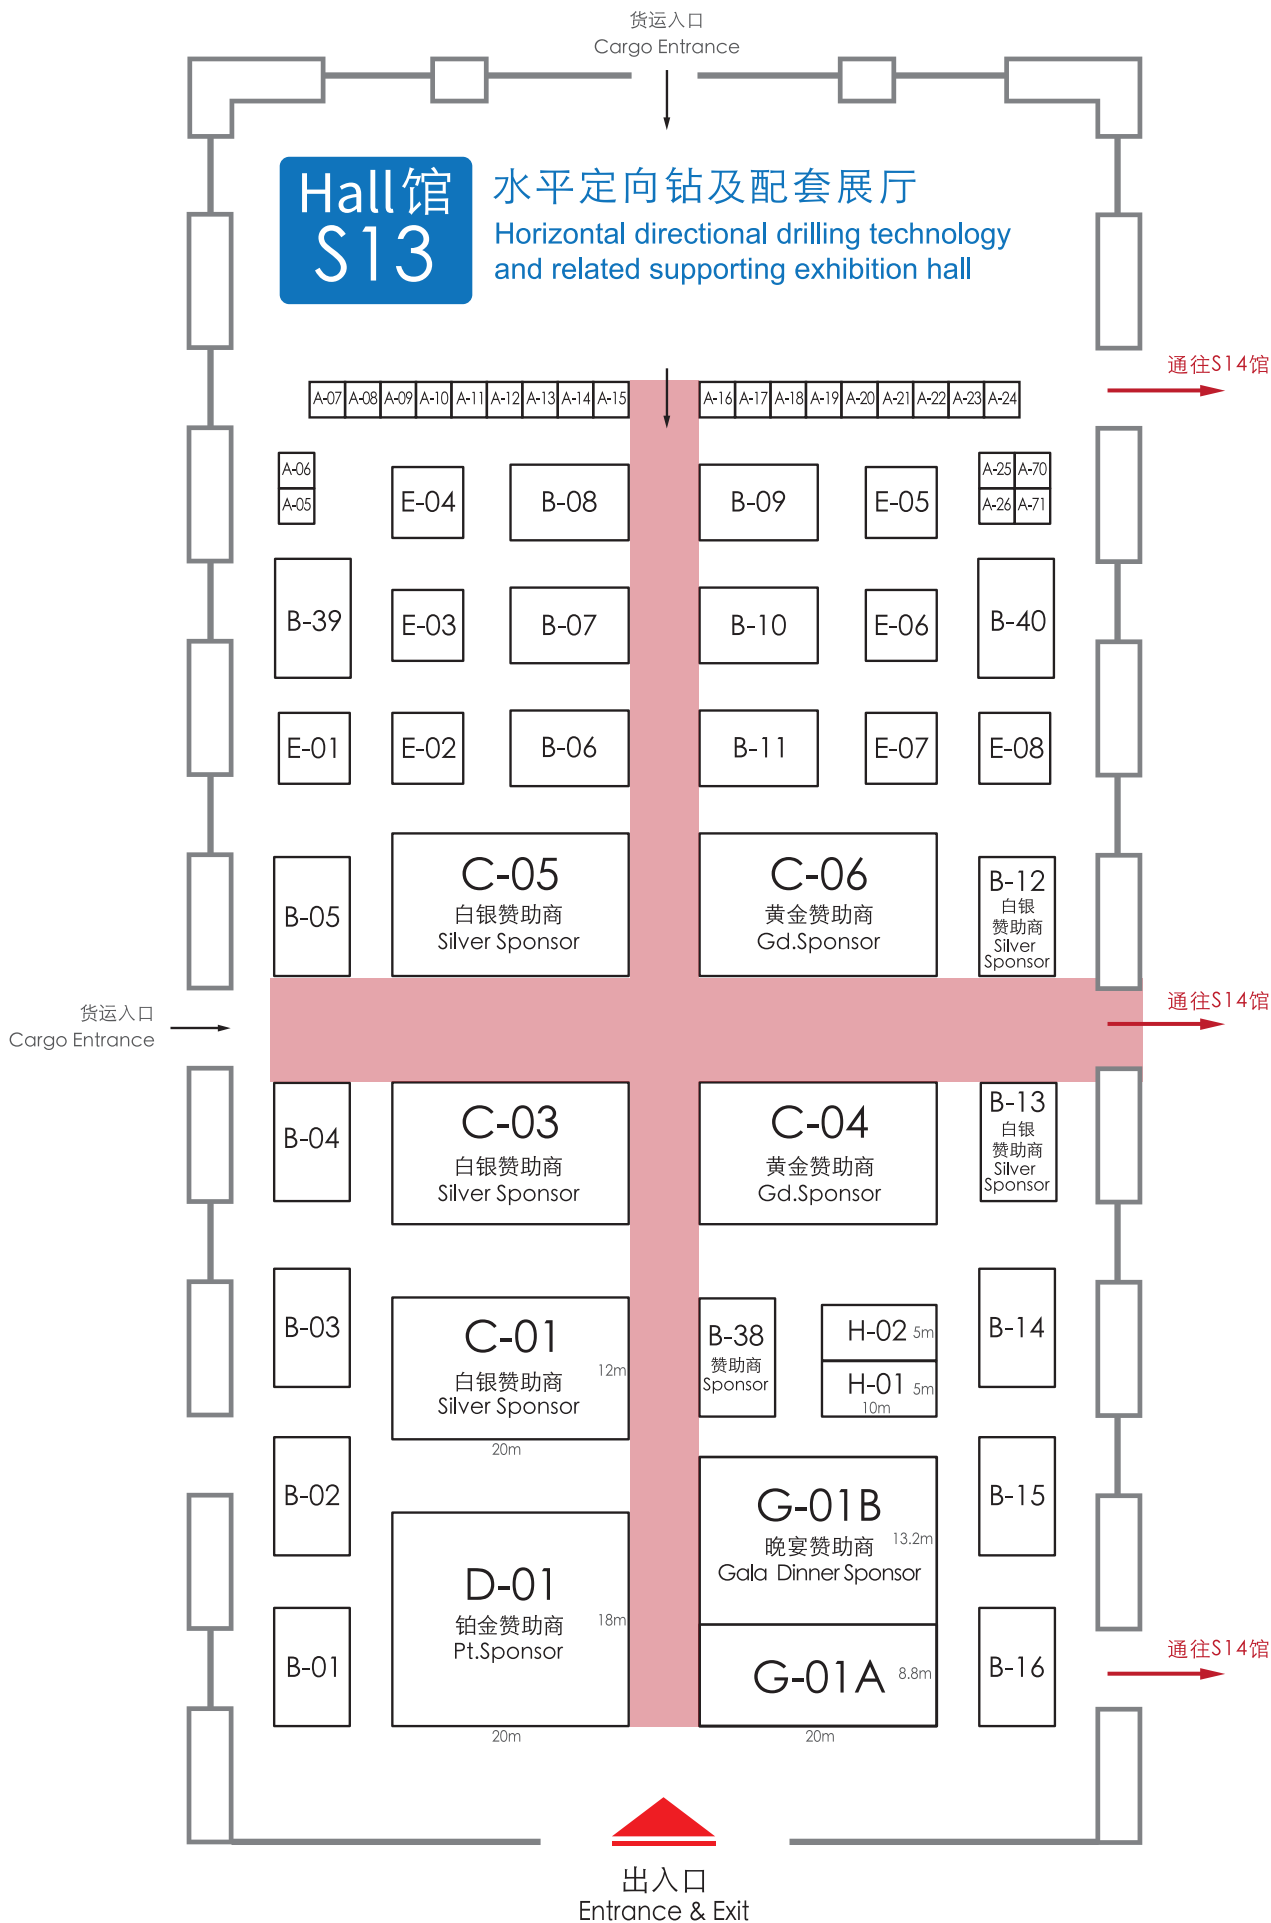 货运入口
Cargo Entrance
Hall馆
S13
水平定向钻及配套展厅
Horizontal directional drilling technology
and related supporting exhibition hall
通往S14馆
A-07 A-08 A-09 A-10 A-11 A-12 A-13 A-14 A-15 A-16 A-17 A-18 A-19 A-20 A-21 A-22 A-23 A-24
A-06 A-25 A-70
E-04 B-08 B-09 E-05
A-05 A-26 A-71
B-39 E-03 B-07 B-10 E-06 B-40
E-01 E-02 B-06 B-11 E-07 E-08
B-05
C-05
白银赞助商
Silver Sponsor
C-06
黄金赞助商
Gd.Sponsor
B-12
白银
赞助商
Silver
Sponsor
货运入口
Cargo Entrance
通往S14馆
B-04
C-03
白银赞助商
Silver Sponsor
C-04
黄金赞助商
Gd.Sponsor
B-13
白银
赞助商
Silver
Sponsor
B-03
C-01
白银赞助商
Silver Sponsor
12m
20m
B-38
赞助商
Sponsor
H-02 5m
H-01 5m
10m
B-14
B-02
G-01B
晚宴赞助商
Gala Dinner Sponsor
13.2m
B-15
D-01
铂金赞助商
Pt.Sponsor
18m
20m
B-01
G-01A 8.8m
20m
B-16
通往S14馆
出入口
Entrance & Exit